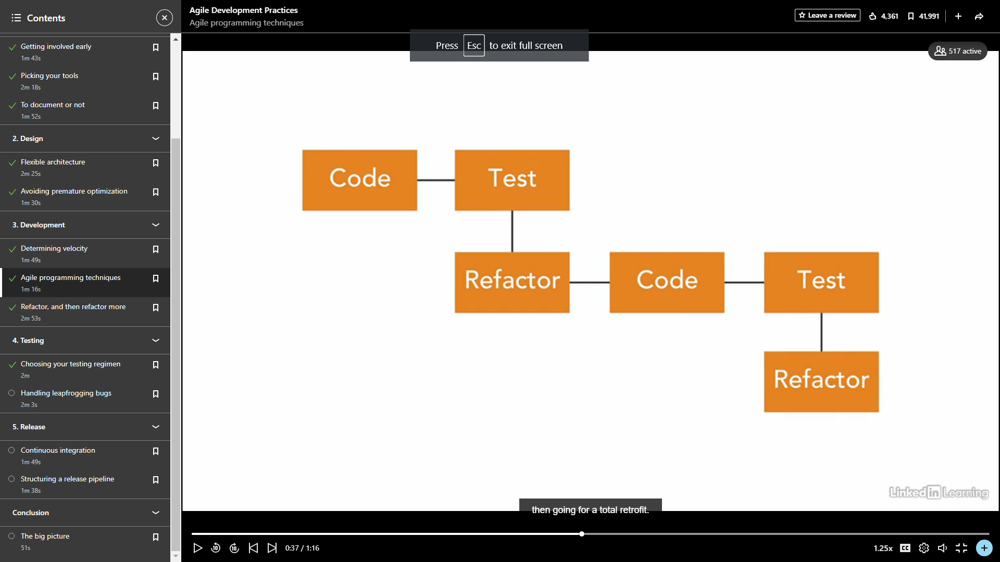 Contents
Getting involved early
1m 43s
Picking your tools
2m 18s
To document or not
1m 52s
2. Design
Flexible architecture
2m 25s
Avoiding premature optimization
1m 30s
3. Development
Determining velocity
1m 49s
Agile programming techniques
1m 16s
Refactor, and then refactor more
2m 53s
4. Testing
Choosing your testing regimen
2m
Handling leapfrogging bugs
2m 3s
5. Release
Continuous integration
1m 49s
Structuring a release pipeline
1m 38s
Conclusion
The big picture
51s
Agile Development Practices
Agile programming techniques
Leave a review
4,361
41,991
Press Esc to exit full screen
517 active
Code
Test
Refactor
Code
Test
Refactor
Linked in Learning
then going for a total retrofit.
10
10
0:37 / 1:16
1.25x
CC